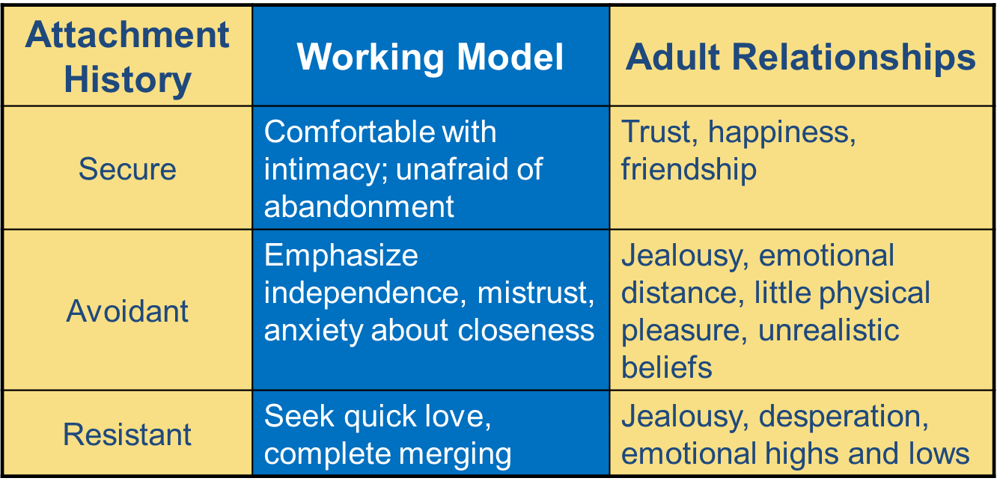 Attachment
History
Working Model
Adult Relationships
Secure
Comfortable with
intimacy; unafraid of
abandonment
Trust, happiness,
friendship
Avoidant
Emphasize
independence, mistrust,
anxiety about closeness
Jealousy, emotional
distance, little physical
pleasure, unrealistic
beliefs
Resistant
Seek quick love,
complete merging
Jealousy, desperation,
emotional highs and lows